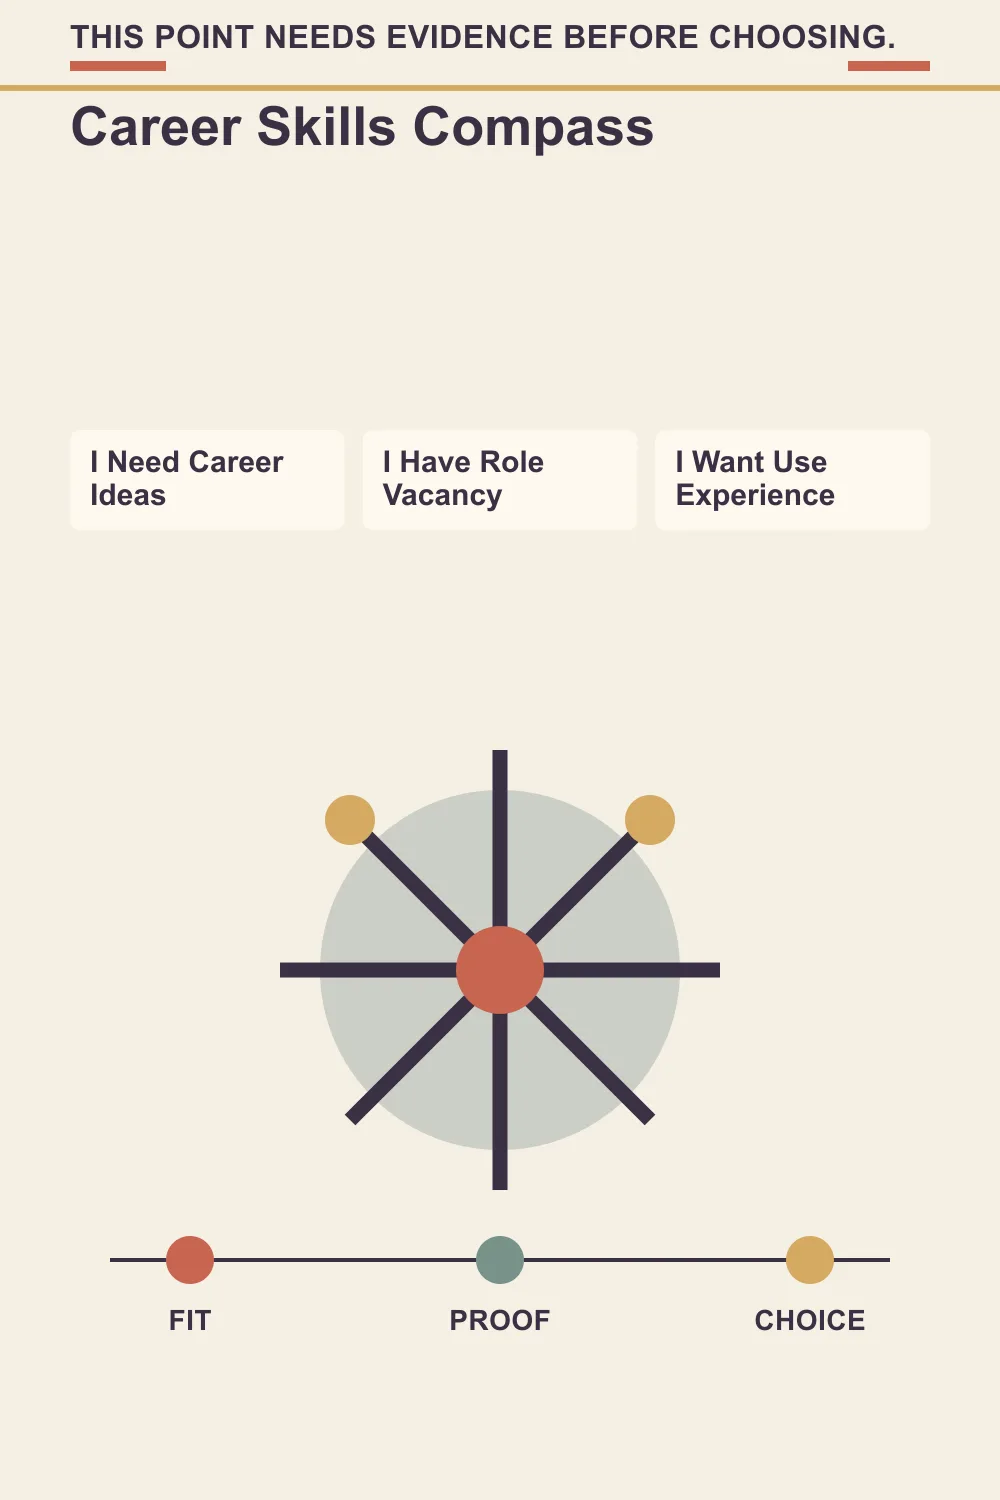 THIS POINT NEEDS EVIDENCE BEFORE CHOOSING.
Career Skills Compass
I Need Career
Ideas
I Have Role
Vacancy
I Want Use
Experience
FIT
PROOF
CHOICE